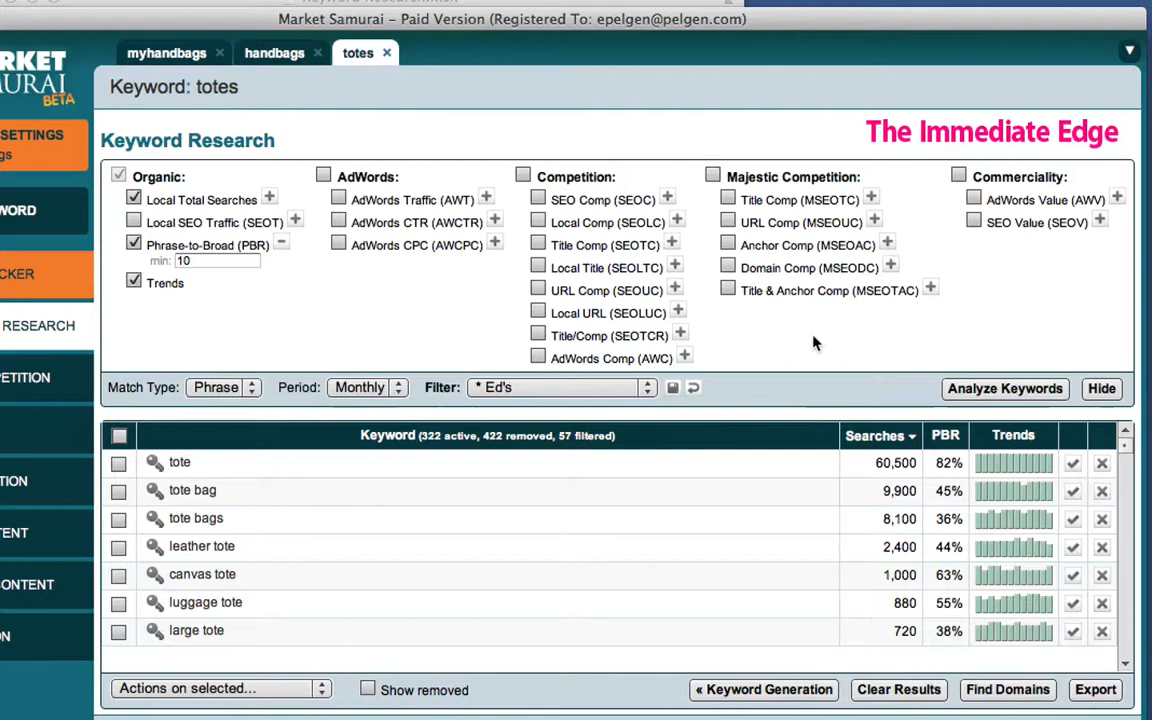 Market Samurai – Paid Version (Registered To: epelgen@pelgen.com)
myhandbags × handbags × totes ×
RKET
URAI
BETA
Keyword: totes
SETTINGS
gs
WORD
CKER
RESEARCH
ETITION
TION
TENT
CONTENT
ON
Keyword Research
The Immediate Edge
Organic:
Local Total Searches
Local SEO Traffic (SEOT)
Phrase-to-Broad (PBR)
min: 10
Trends
AdWords:
AdWords Traffic (AWT)
AdWords CTR (AWCTR)
AdWords CPC (AWCPC)
Competition:
SEO Comp (SEOC)
Local Comp (SEOLC)
Title Comp (SEOTC)
Local Title (SEOLTC)
URL Comp (SEOUC)
Local URL (SEOLUC)
Title/Comp (SEOTCR)
AdWords Comp (AWC)
Majestic Competition:
Title Comp (MSEOTC)
URL Comp (MSEOUC)
Anchor Comp (MSEOAC)
Domain Comp (MSEODC)
Title & Anchor Comp (MSEOTAC)
Commerciality:
AdWords Value (AWV)
SEO Value (SEOV)
Match Type: Phrase Period: Monthly Filter: * Ed's Analyze Keywords Hide
Keyword (322 active, 422 removed, 57 filtered) Searches PBR Trends
tote 60,500 82%
tote bag 9,900 45%
tote bags 8,100 36%
leather tote 2,400 44%
canvas tote 1,000 63%
luggage tote 880 55%
large tote 720 38%
Actions on selected... Show removed « Keyword Generation Clear Results Find Domains Export